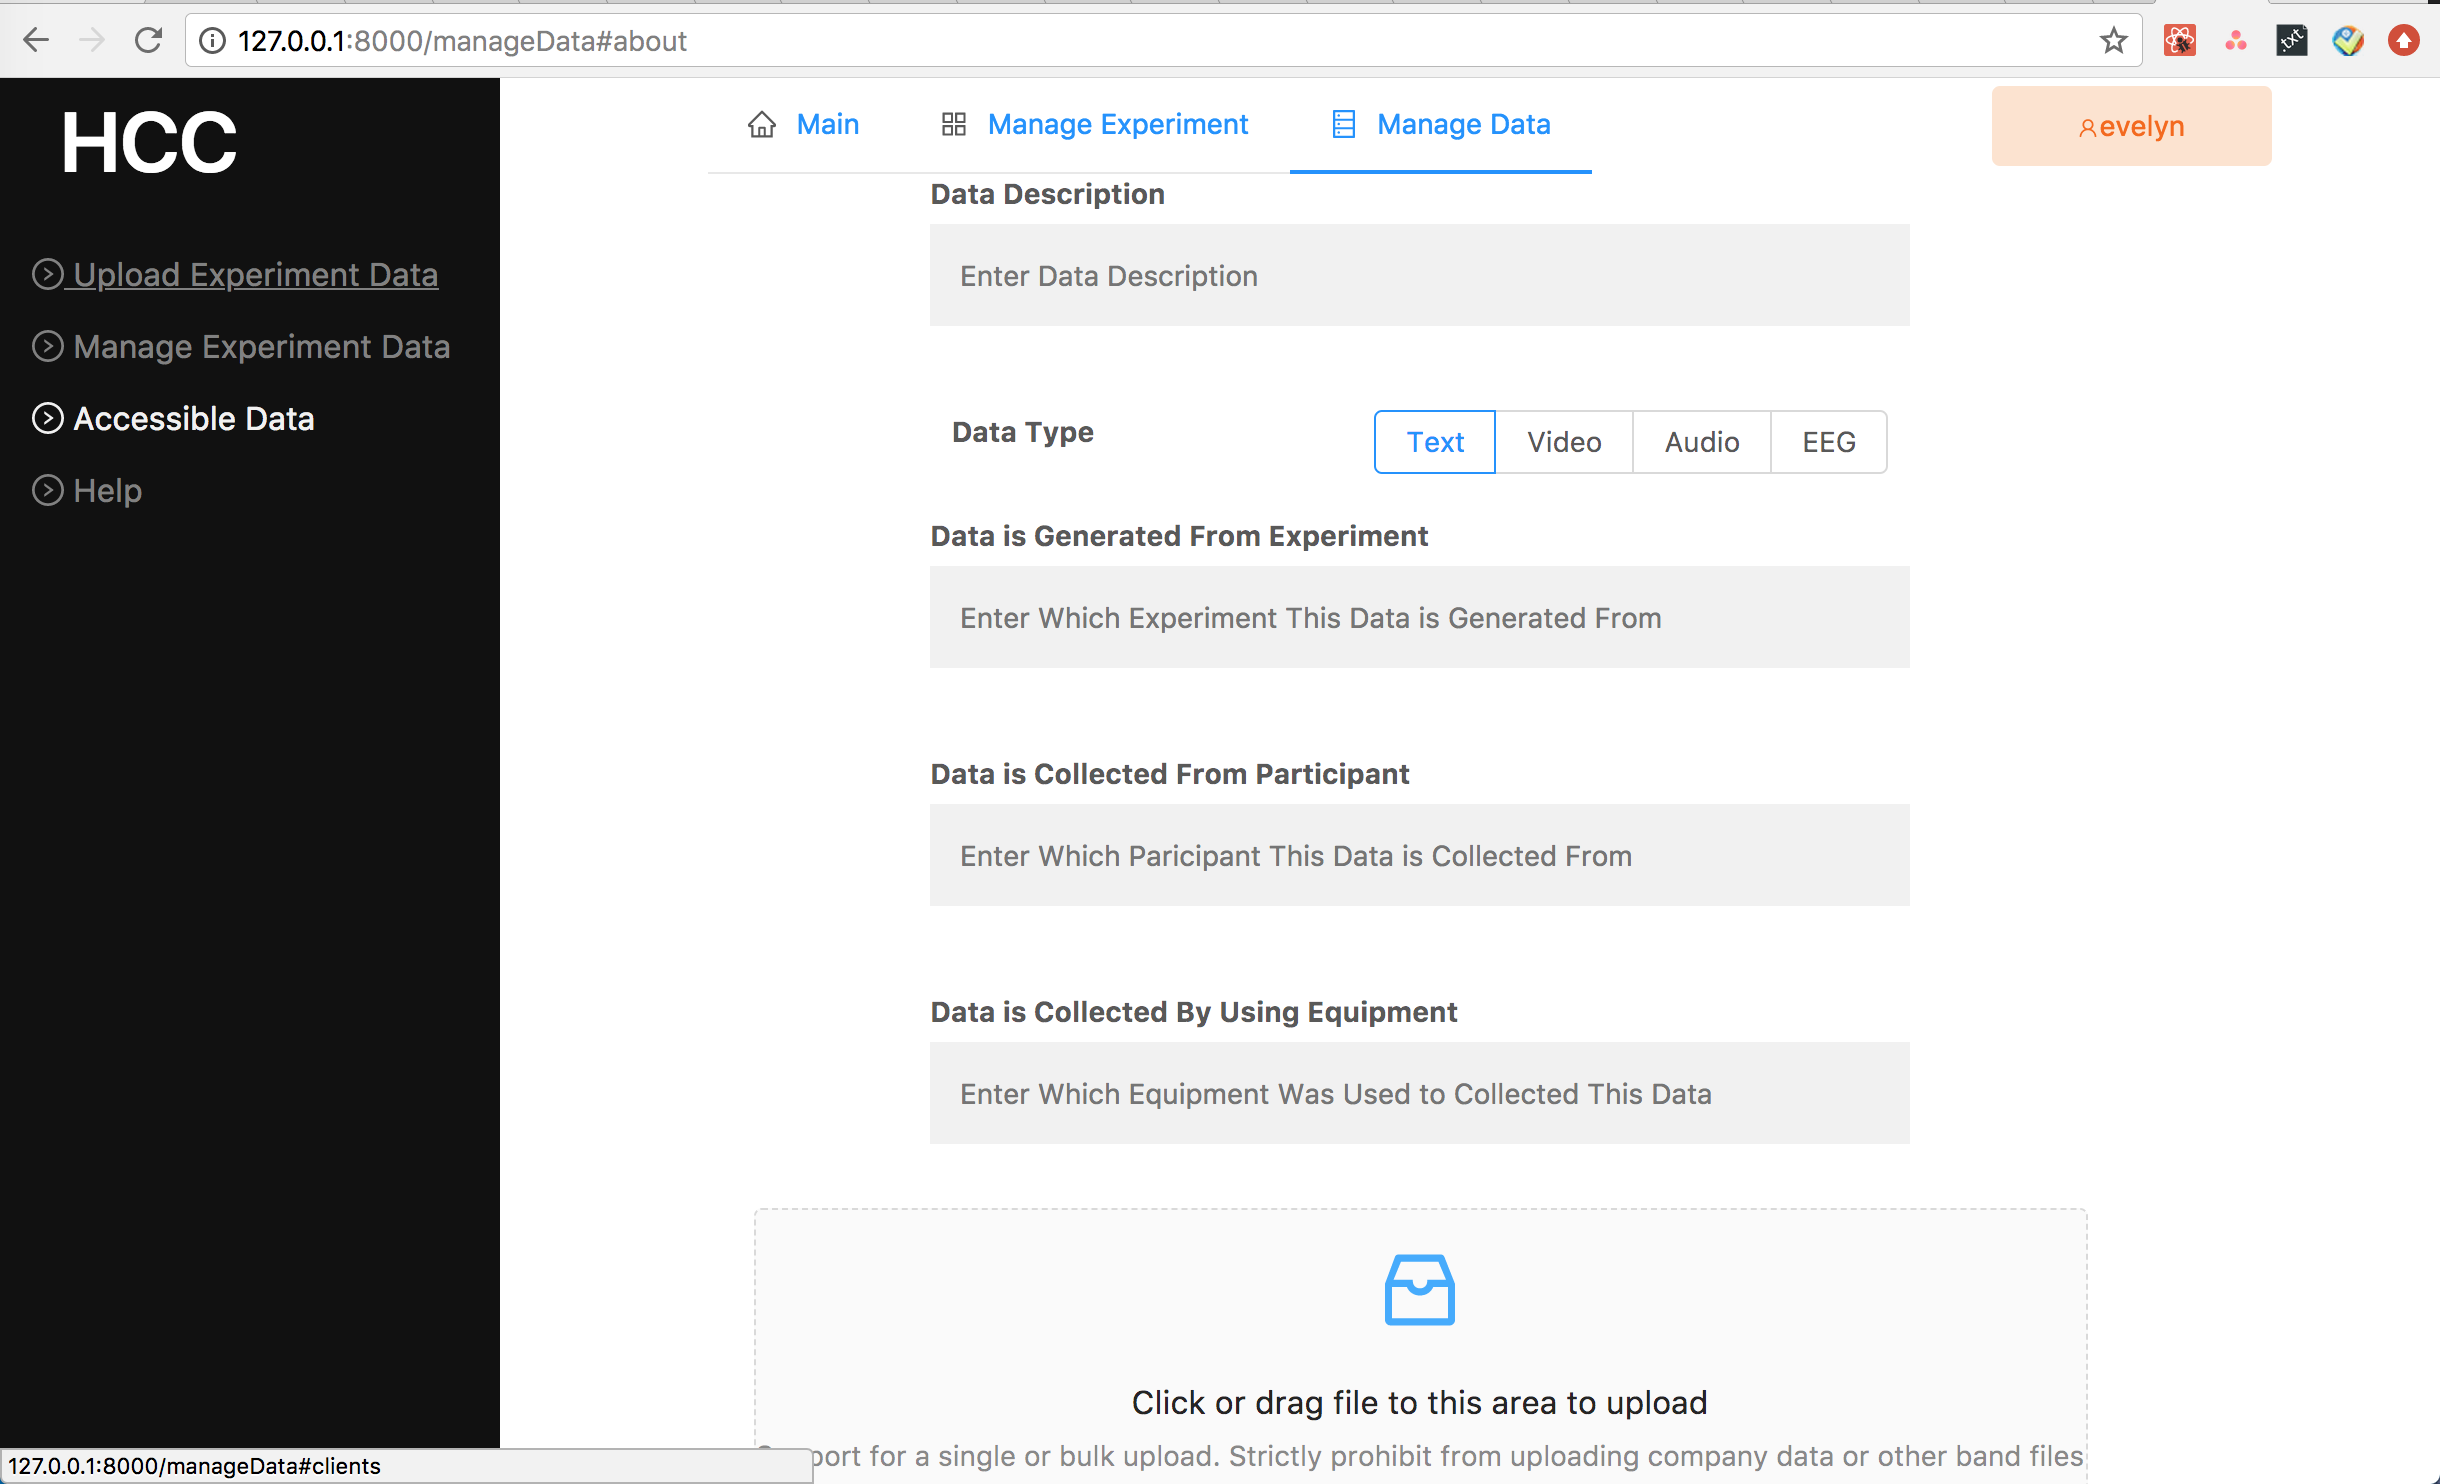 127.0.0.1:8000/manageData#about
.txt
HCC
Main
Manage Experiment
Manage Data
evelyn
Upload Experiment Data
Manage Experiment Data
Accessible Data
Help
Data Description
Enter Data Description
Data Type
Text
Video
Audio
EEG
Data is Generated From Experiment
Enter Which Experiment This Data is Generated From
Data is Collected From Participant
Enter Which Paricipant This Data is Collected From
Data is Collected By Using Equipment
Enter Which Equipment Was Used to Collected This Data
Click or drag file to this area to upload
port for a single or bulk upload. Strictly prohibit from uploading company data or other band files
127.0.0.1:8000/manageData#clients